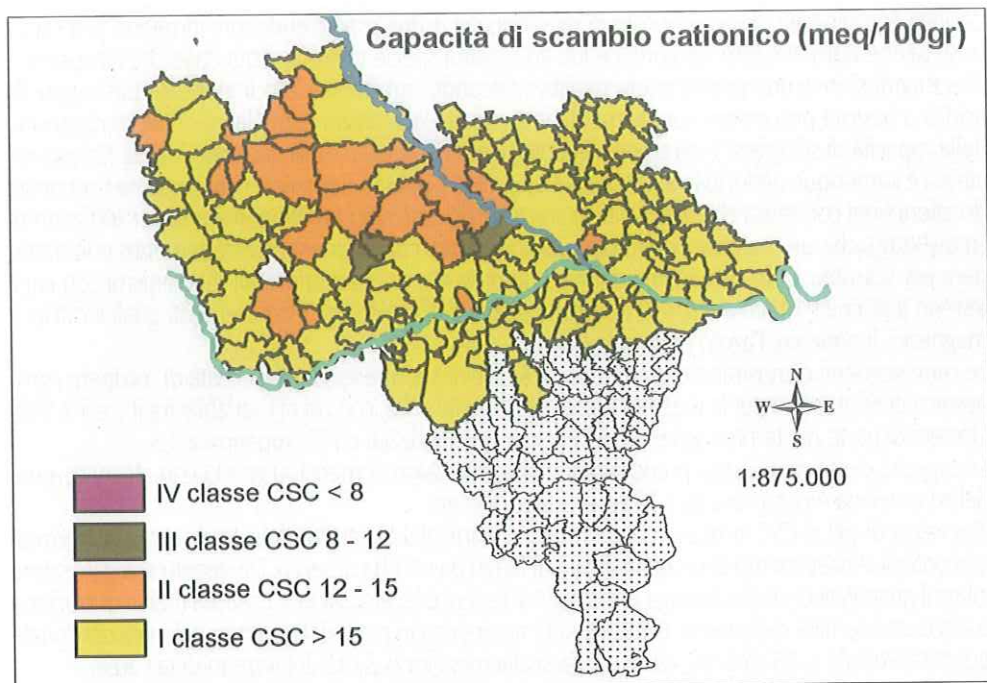 Capacità di scambio cationico (meq/100gr)
N
W E
S
1:875.000
IV classe CSC < 8
III classe CSC 8 - 12
II classe CSC 12 - 15
I classe CSC > 15